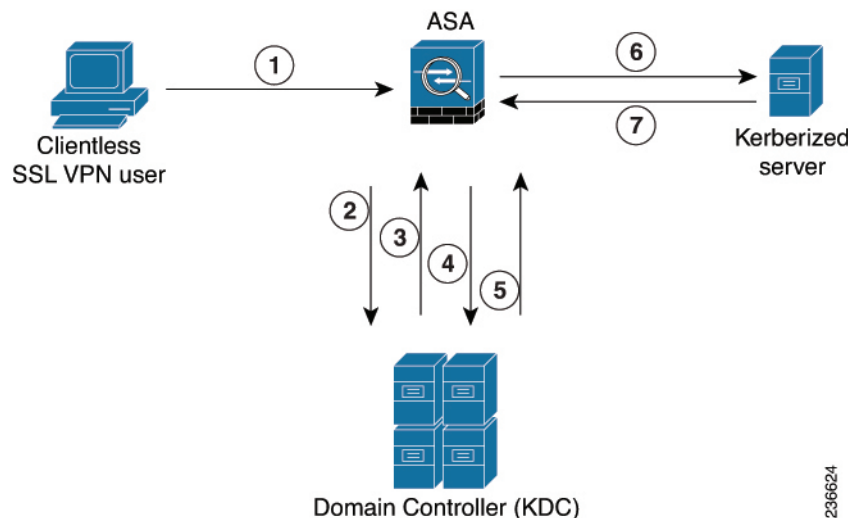 ASA
1
6
7
Clientless
SSL VPN user
Kerberized
server
2
3
4
5
Domain Controller (KDC)
236624